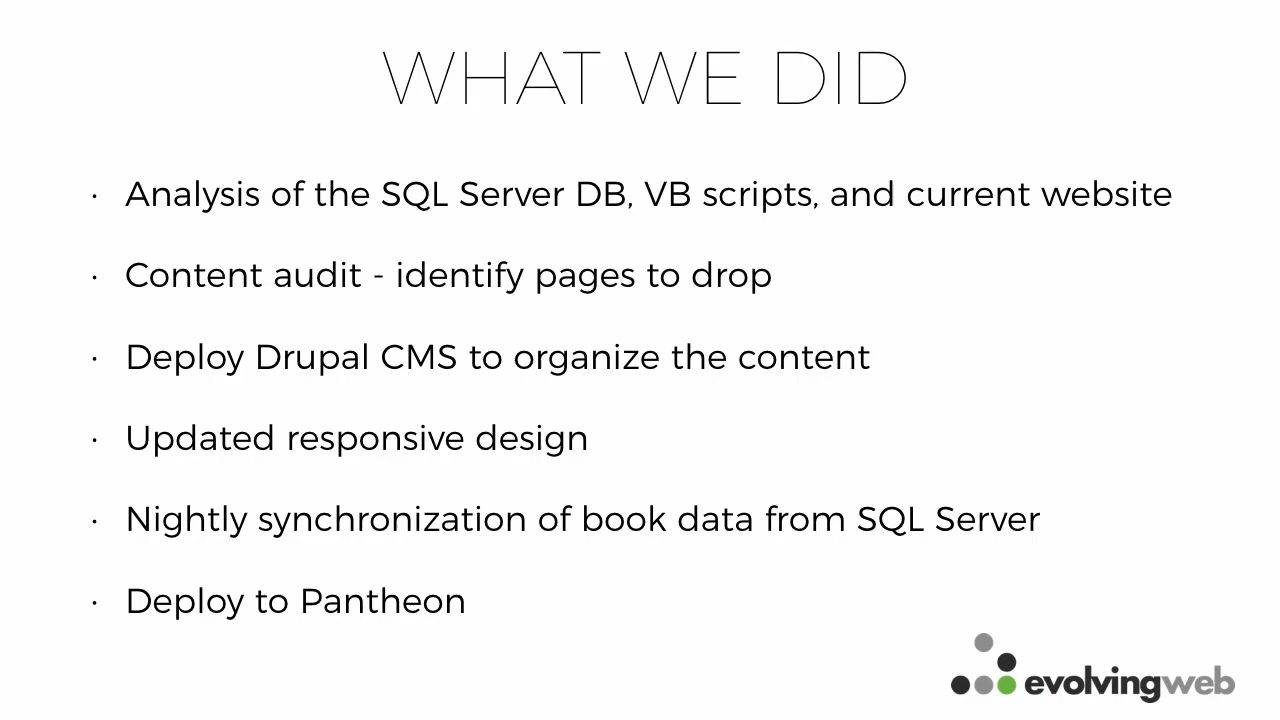 WHAT WE DID
· Analysis of the SQL Server DB, VB scripts, and current website
· Content audit - identify pages to drop
· Deploy Drupal CMS to organize the content
· Updated responsive design
· Nightly synchronization of book data from SQL Server
· Deploy to Pantheon
evolvingweb